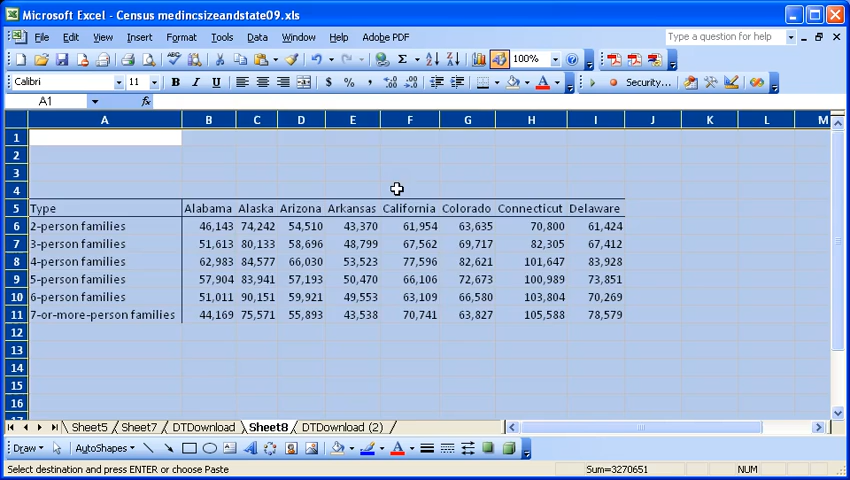 Microsoft Excel - Census medincsizeandstate09.xls
File Edit View Insert Format Tools Data Window Help Adobe PDF Type a question for help
100%
Calibri 11 B I U $ % , Security...
A1 fx
A B C D E F G H I J K L M
1
2
3
4
5 Type Alabama Alaska Arizona Arkansas California Colorado Connecticut Delaware
6 2-person families 46,143 74,242 54,510 43,370 61,954 63,635 70,800 61,424
7 3-person families 51,613 80,133 58,696 48,799 67,562 69,717 82,305 67,412
8 4-person families 62,983 84,577 66,030 53,523 77,596 82,621 101,647 83,928
9 5-person families 57,904 83,941 57,193 50,470 66,106 72,673 100,989 73,851
10 6-person families 51,011 90,151 59,921 49,553 63,109 66,580 103,804 70,269
11 7-or-more-person families 44,169 75,571 55,893 43,538 70,741 63,827 105,588 78,579
12
13
14
15
16
Sheet5 Sheet7 DTDownload Sheet8 DTDownload (2)
Draw AutoShapes
Select destination and press ENTER or choose Paste Sum=3270651 NUM